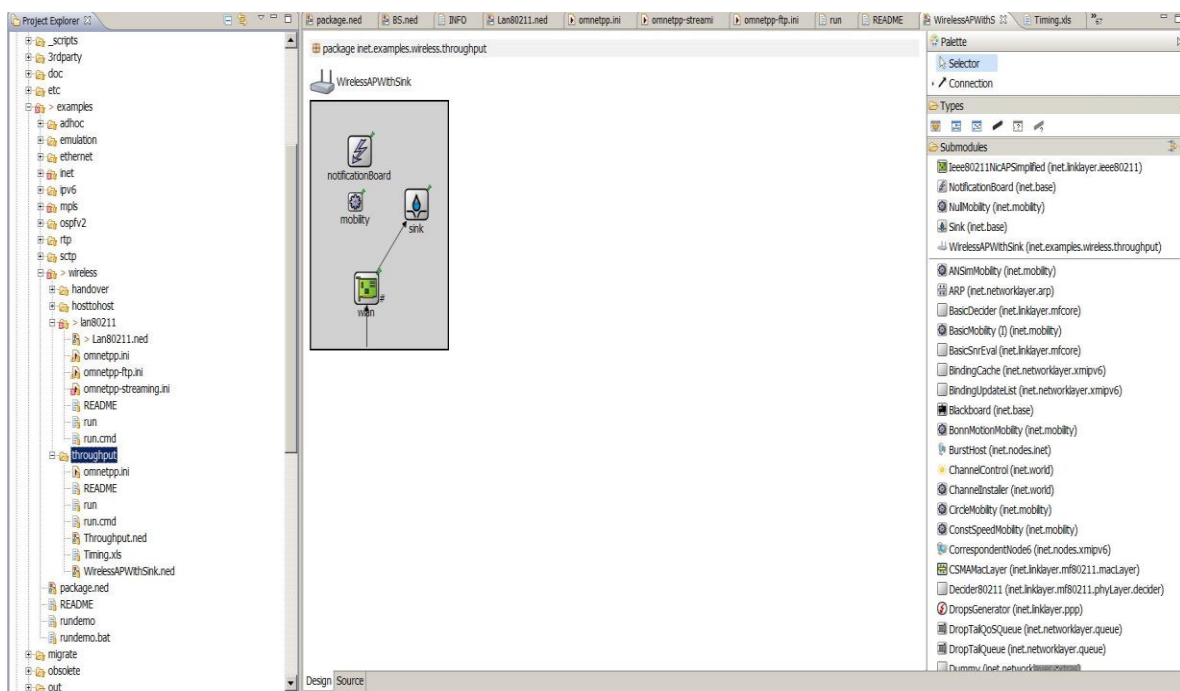 Project Explorer
_scripts
3rdparty
doc
etc
> examples
adhoc
emulation
ethernet
inet
ipv6
mpls
ospfv2
rtp
sctp
> wireless
handover
hosttohost
> lan80211
> Lan80211.ned
omnetpp.ini
omnetpp-ftp.ini
omnetpp-streaming.ini
README
run
run.cmd
throughput
omnetpp.ini
README
run
run.cmd
Throughput.ned
Timing.xls
WirelessAPWithSink.ned
package.ned
README
rundemo
rundemo.bat
migrate
obsolete
out
package.ned
BS.ned
INFO
Lan80211.ned
omnetpp.ini
omnetpp-streami
omnetpp-ftp.ini
run
README
WirelessAPWithS
Timing.xls
»67
package inet.examples.wireless.throughput
WirelessAPWithSink
notificationBoard
mobility
sink
wlan
#
Design Source
Palette
Selector
Connection
Types
Submodules
Ieee80211NicAPSimplified (inet.linklayer.ieee80211)
NotificationBoard (inet.base)
NullMobility (inet.mobility)
Sink (inet.base)
WirelessAPWithSink (inet.examples.wireless.throughput)
ANSimMobility (inet.mobility)
ARP (inet.networklayer.arp)
BasicDecider (inet.linklayer.mfcore)
BasicMobility (I) (inet.mobility)
BasicSnrEval (inet.linklayer.mfcore)
BindingCache (inet.networklayer.xmipv6)
BindingUpdateList (inet.networklayer.xmipv6)
Blackboard (inet.base)
BonnMotionMobility (inet.mobility)
BurstHost (inet.nodes.inet)
ChannelControl (inet.world)
ChannelInstaller (inet.world)
CircleMobility (inet.mobility)
ConstSpeedMobility (inet.mobility)
CorrespondentNode6 (inet.nodes.xmipv6)
CSMAMacLayer (inet.linklayer.mf80211.macLayer)
Decider80211 (inet.linklayer.mf80211.phyLayer.decider)
DropsGenerator (inet.linklayer.ppp)
DropTailQoSQueue (inet.networklayer.queue)
DropTailQueue (inet.networklayer.queue)
Dummy